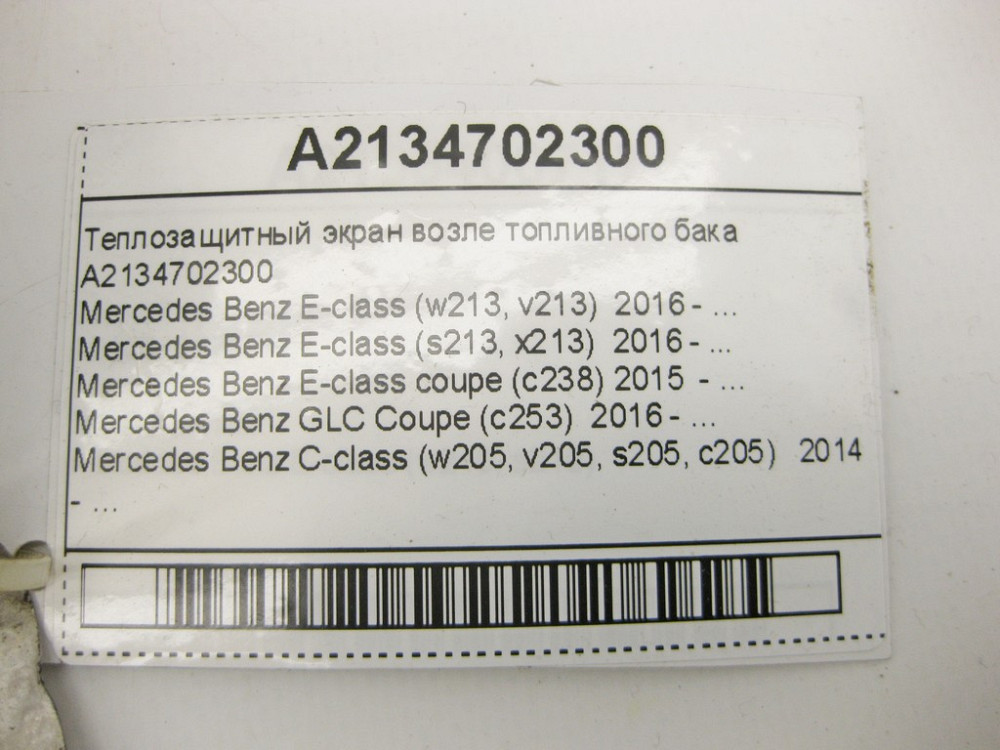 A2134702300
Теплозащитный экран возле топливного бака
A2134702300
Mercedes Benz E-class (w213, v213) 2016 - ...
Mercedes Benz E-class (s213, x213) 2016 - ...
Mercedes Benz E-class coupe (c238) 2015 - ...
Mercedes Benz GLC Coupe (c253) 2016 - ...
Mercedes Benz C-class (w205, v205, s205, c205) 2014
- ...